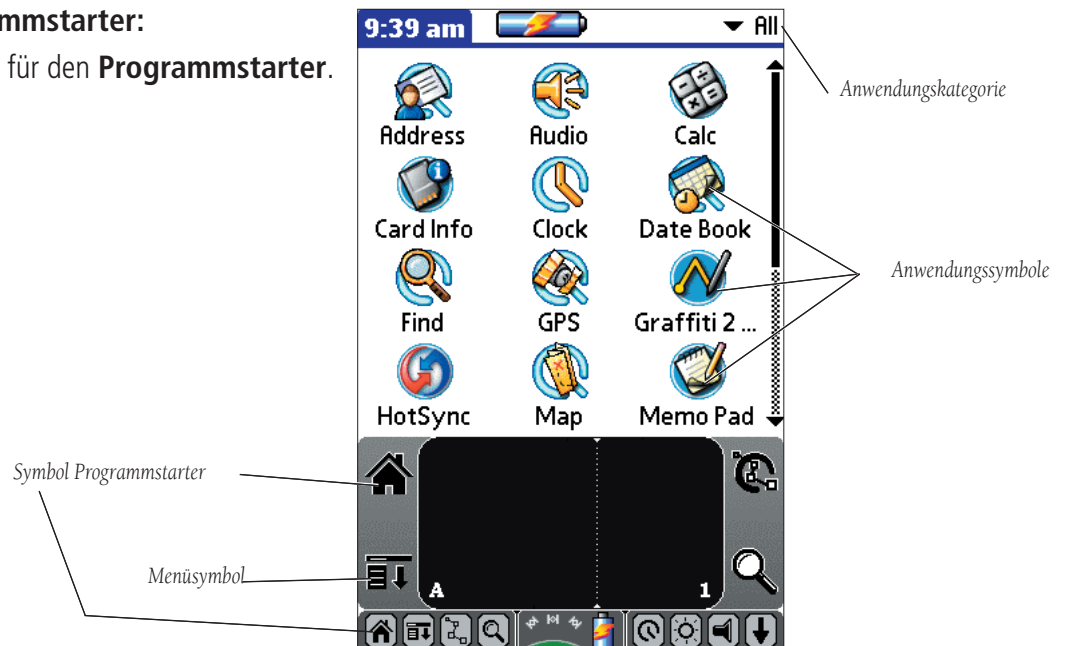 mmstarter:
für den Programmstarter.
9:39 am
All
Anwendungskategorie
Address Audio Calc
Card Info Clock Date Book
Anwendungssymbole
Find GPS Graffiti 2 ...
HotSync Map Memo Pad
Symbol Programmstarter
Menüsymbol
A 1